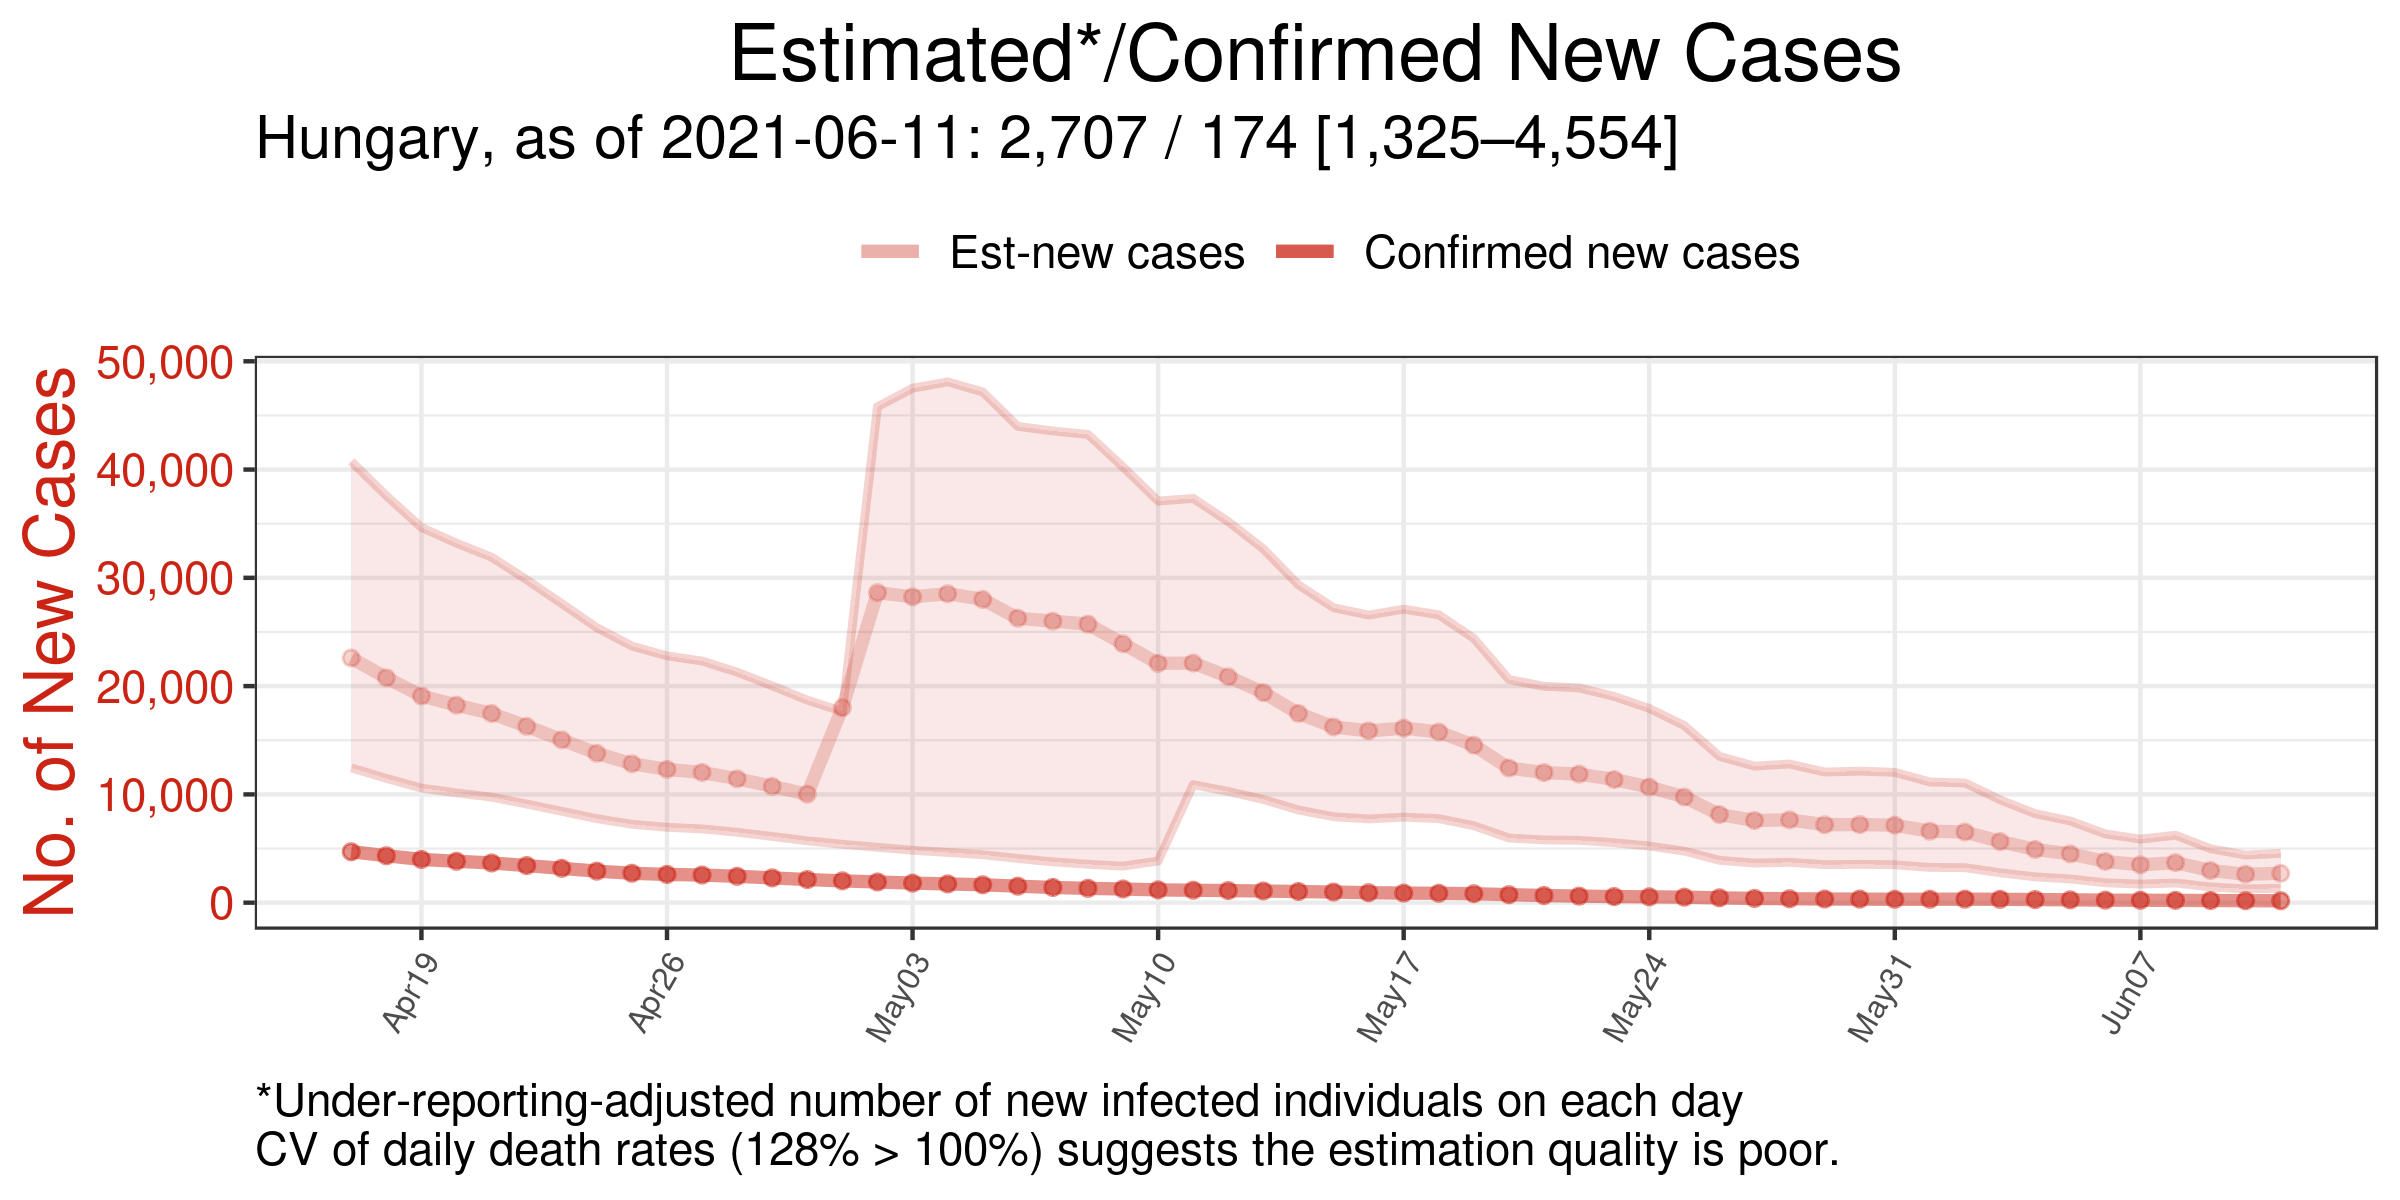 Estimated*/Confirmed New Cases
Hungary, as of 2021-06-11: 2,707 / 174 [1,325–4,554]
Est-new cases
Confirmed new cases
No. of New Cases
50,000
40,000
30,000
20,000
10,000
0
Apr19
Apr26
May03
May10
May17
May24
May31
Jun07
*Under-reporting-adjusted number of new infected individuals on each day
CV of daily death rates (128% > 100%) suggests the estimation quality is poor.